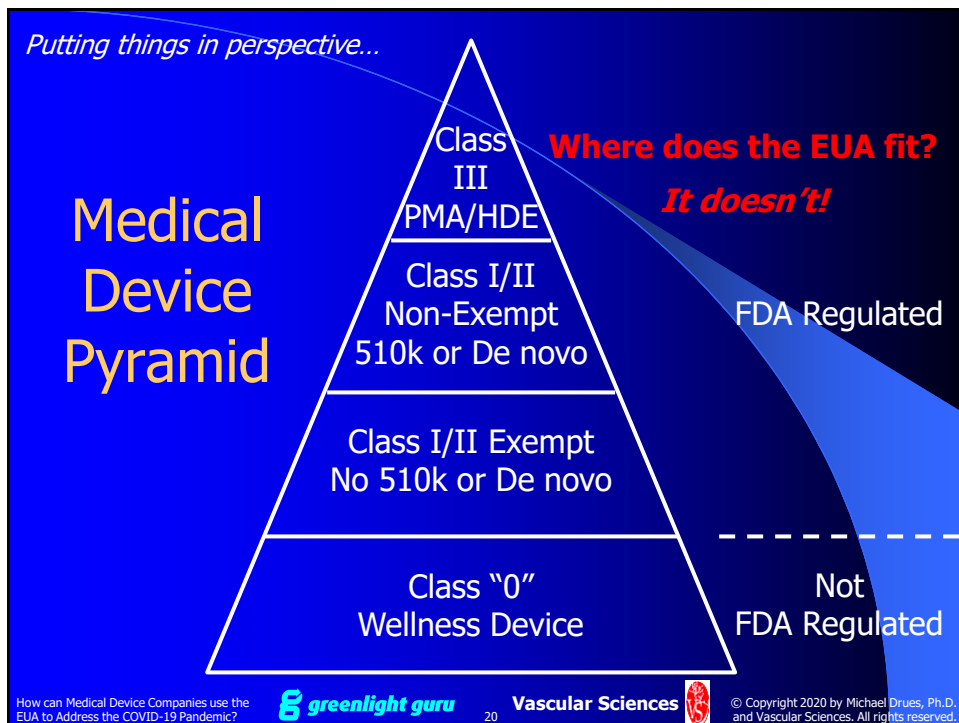 Putting things in perspective…
Medical
Device
Pyramid
Class
III
PMA/HDE
Class I/II
Non-Exempt
510k or De novo
Class I/II Exempt
No 510k or De novo
Class “0”
Wellness Device
Where does the EUA fit?
It doesn’t!
FDA Regulated
Not
FDA Regulated
How can Medical Device Companies use the
EUA to Address the COVID-19 Pandemic?
greenlight guru
20
Vascular Sciences
© Copyright 2020 by Michael Drues, Ph.D.
and Vascular Sciences. All rights reserved.